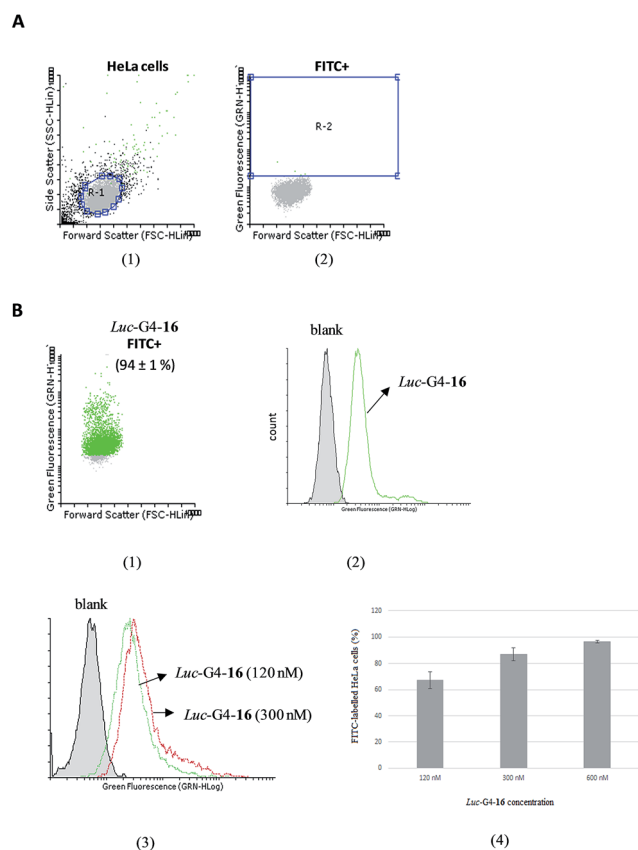 A
HeLa cells
FITC+
Side Scatter (SSC-HLin)
R-1
Forward Scatter (FSC-HLin)
Green Fluorescence (GRN-H
R-2
Forward Scatter (FSC-HLin)
(1)
(2)
B
Luc-G4-16
FITC+
(94 ± 1 %)
Green Fluorescence (GRN-H
Forward Scatter (FSC-HLin)
blank
Luc-G4-16
count
Green Fluorescence (GRN-HLog)
(1)
(2)
blank
Luc-G4-16 (120 nM)
Luc-G4-16 (300 nM)
Green Fluorescence (GRN-HLog)
FITC-labelled HeLa cells (%)
120
100
80
60
40
20
0
120 nM
300 nM
600 nM
Luc-G4-16 concentration
(3)
(4)